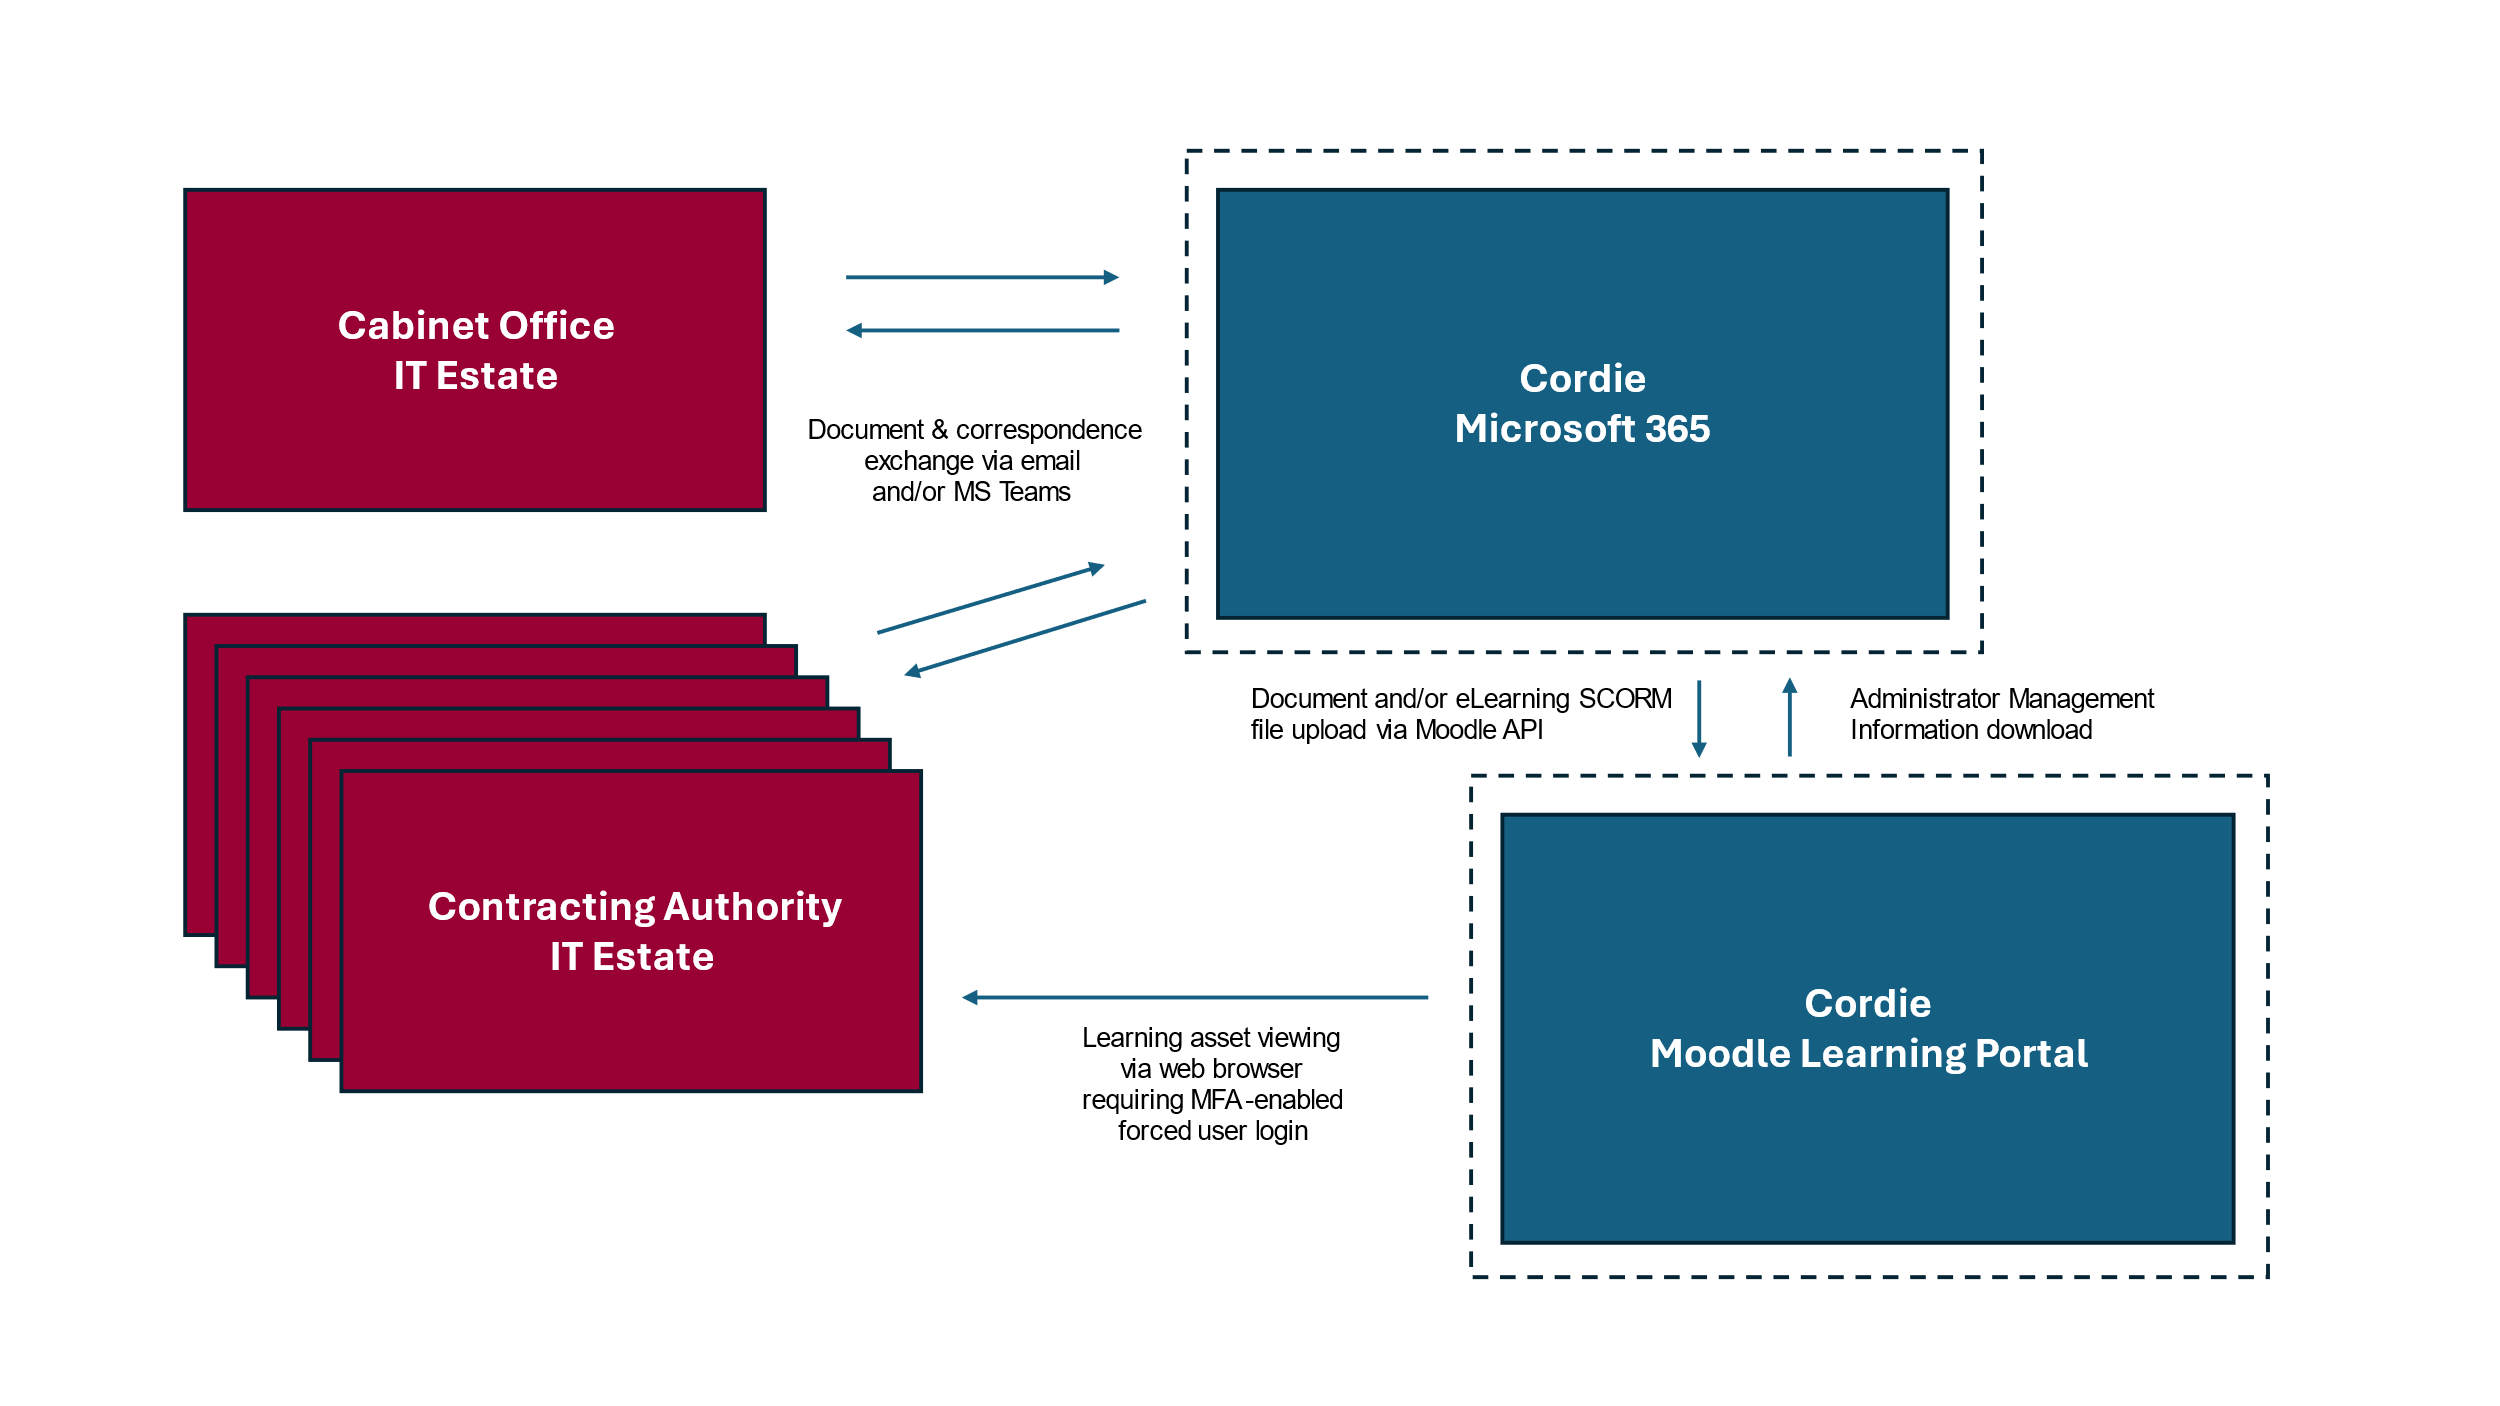 Cabinet Office
IT Estate
Cordie
Microsoft 365
Document & correspondence
exchange via email
and/or MS Teams
Document and/or eLearning SCORM
file upload via Moodle API
Administrator Management
Information download
Contracting Authority
IT Estate
Learning asset viewing
via web browser
requiring MFA-enabled
forced user login
Cordie
Moodle Learning Portal